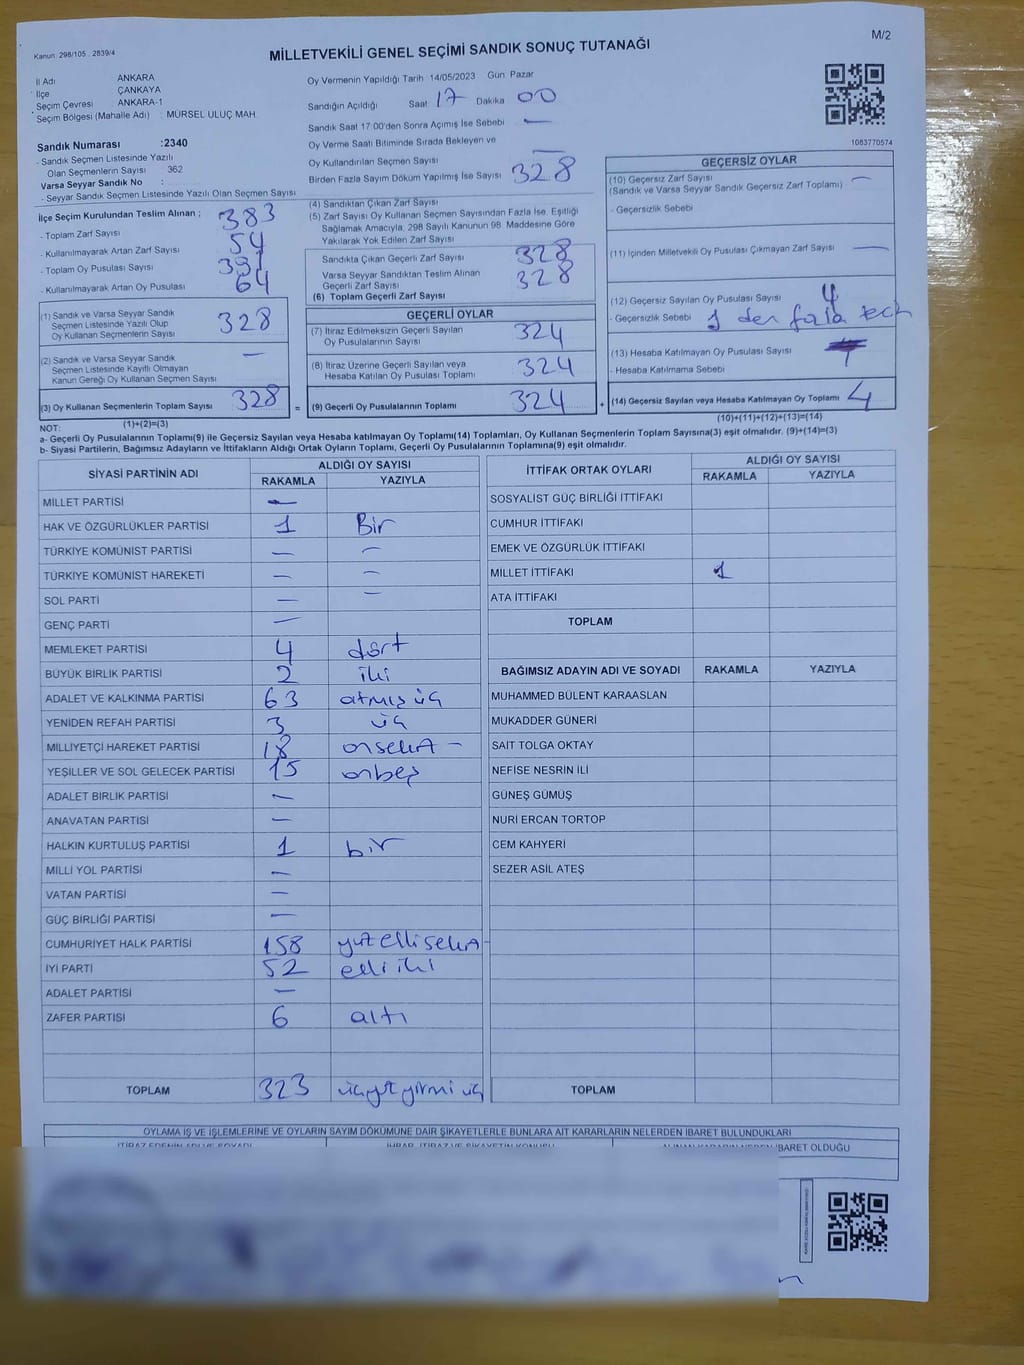 Kanun: 298/105 . 2839/4
MİLLETVEKİLİ GENEL SEÇİMİ SANDIK SONUÇ TUTANAĞI
M/2
İl Adı ANKARA
İlçe ÇANKAYA
Seçim Çevresi ANKARA-1
Seçim Bölgesi (Mahalle Adı) : MÜRSEL ULUÇ MAH.
Sandık Numarası :2340
- Sandık Seçmen Listesinde Yazılı
Olan Seçmenlerin Sayısı : 362
Varsa Seyyar Sandık No :
- Seyyar Sandık Seçmen Listesinde Yazılı Olan Seçmen Sayısı
İlçe Seçim Kurulundan Teslim Alınan ;
- Toplam Zarf Sayısı 383
- Kullanılmayarak Artan Zarf Sayısı 54
- Toplam Oy Pusulası Sayısı
- Kullanılmayarak Artan Oy Pusulası 64
(1) Sandık ve Varsa Seyyar Sandık
Seçmen Listesinde Yazılı Olup
Oy Kullanan Seçmenlerin Sayısı 328
(2) Sandık ve Varsa Seyyar Sandık
Seçmen Listesinde Kayıtlı Olmayan
Kanun Gereği Oy Kullanan Seçmen Sayısı —
(3) Oy Kullanan Seçmenlerin Toplam Sayısı 328 =
(1)+(2)=(3)
Oy Vermenin Yapıldığı Tarih 14/05/2023 Gün Pazar
Sandığın Açıldığı Saat 17 Dakika 00
Sandık Saat 17:00'den Sonra Açımış İse Sebebi —
Oy Verme Saati Bitiminde Sırada Bekleyen ve
Oy Kullandırılan Seçmen Sayısı —
Birden Fazla Sayım Döküm Yapılmış İse Sayısı 328
(4) Sandıktan Çıkan Zarf Sayısı
(5) Zarf Sayısı Oy Kullanan Seçmen Sayısından Fazla İse, Eşitliği
Sağlamak Amacıyla, 298 Sayılı Kanunun 98. Maddesine Göre
Yakılarak Yok Edilen Zarf Sayısı
Sandıkta Çıkan Geçerli Zarf Sayısı 328
Varsa Seyyar Sandıktan Teslim Alınan 328
Geçerli Zarf Sayısı
(6) Toplam Geçerli Zarf Sayısı
GEÇERLİ OYLAR
(7) İtiraz Edilmeksizin Geçerli Sayılan
Oy Pusulalarının Sayısı 324
(8) İtiraz Üzerine Geçerli Sayılan veya
Hesaba Katılan Oy Pusulası Toplamı 324
(9) Geçerli Oy Pusulalarının Toplamı 324 +
1083770574
GEÇERSİZ OYLAR
(10) Geçersiz Zarf Sayısı —
(Sandık ve Varsa Seyyar Sandık Geçersiz Zarf Toplamı)
- Geçersizlik Sebebi
(11) İçinden Milletvekili Oy Pusulası Çıkmayan Zarf Sayısı —
(12) Geçersiz Sayılan Oy Pusulası Sayısı 4
- Geçersizlik Sebebi 1 den
(13) Hesaba Katılmayan Oy Pusulası Sayısı
- Hesaba Katılmama Sebebi
(14) Geçersiz Sayılan veya Hesaba Katılmayan Oy Toplamı 4
(10)+(11)+(12)+(13)=(14)
NOT:
a- Geçerli Oy Pusulalarının Toplamı(9) ile Geçersiz Sayılan veya Hesaba katılmayan Oy Toplamı(14) Toplamları, Oy Kullanan Seçmenlerin Toplam Sayısına(3) eşit olmalıdır. (9)+(14)=(3)
b- Siyasi Partilerin, Bağımsız Adayların ve İttifakların Aldığı Ortak Oyların Toplamı, Geçerli Oy Pusulalarının Toplamına(9) eşit olmalıdır.
SİYASİ PARTİNİN ADI ALDIĞI OY SAYISI
RAKAMLA YAZIYLA
MİLLET PARTİSİ —
HAK VE ÖZGÜRLÜKLER PARTİSİ 1 Bir
TÜRKİYE KOMÜNİST PARTİSİ — —
TÜRKİYE KOMÜNİST HAREKETİ — —
SOL PARTİ — —
GENÇ PARTİ —
MEMLEKET PARTİSİ 4 dört
BÜYÜK BİRLİK PARTİSİ 2 iki
ADALET VE KALKINMA PARTİSİ 63 atmış üç
YENİDEN REFAH PARTİSİ 3 üç
MİLLİYETÇİ HAREKET PARTİSİ 18 onsekiz —
YEŞİLLER VE SOL GELECEK PARTİSİ 15 onbeş
ADALET BİRLİK PARTİSİ —
ANAVATAN PARTİSİ —
HALKIN KURTULUŞ PARTİSİ 1 bir
MİLLİ YOL PARTİSİ —
VATAN PARTİSİ —
GÜÇ BİRLİĞİ PARTİSİ —
CUMHURİYET HALK PARTİSİ 158 yüz elli sekiz
İYİ PARTİ 52 elli iki
ADALET PARTİSİ —
ZAFER PARTİSİ 6 altı
TOPLAM 323 üçyüz yirmi üç
İTTİFAK ORTAK OYLARI ALDIĞI OY SAYISI
RAKAMLA YAZIYLA
SOSYALİST GÜÇ BİRLİĞİ İTTİFAKI
CUMHUR İTTİFAKI
EMEK VE ÖZGÜRLÜK İTTİFAKI
MİLLET İTTİFAKI 1
ATA İTTİFAKI
TOPLAM
BAĞIMSIZ ADAYIN ADI VE SOYADI RAKAMLA YAZIYLA
MUHAMMED BÜLENT KARAASLAN
MUKADDER GÜNERİ
SAİT TOLGA OKTAY
NEFİSE NESRİN İLİ
GÜNEŞ GÜMÜŞ
NURİ ERCAN TORTOP
CEM KAHYERİ
SEZER ASİL ATEŞ
TOPLAM
OYLAMA İŞ VE İŞLEMLERİNE VE OYLARIN SAYIM DÖKÜMÜNE DAİR ŞİKAYETLERLE BUNLARA AİT KARARLARIN NELERDEN İBARET BULUNDUKLARI
İTİRAZ EDENİN ADI VE SOYADI İHBAR, İTİRAZ VE ŞİKAYETİN KONUSU ALINAN KARARIN NEDEN İBARET OLDUĞU